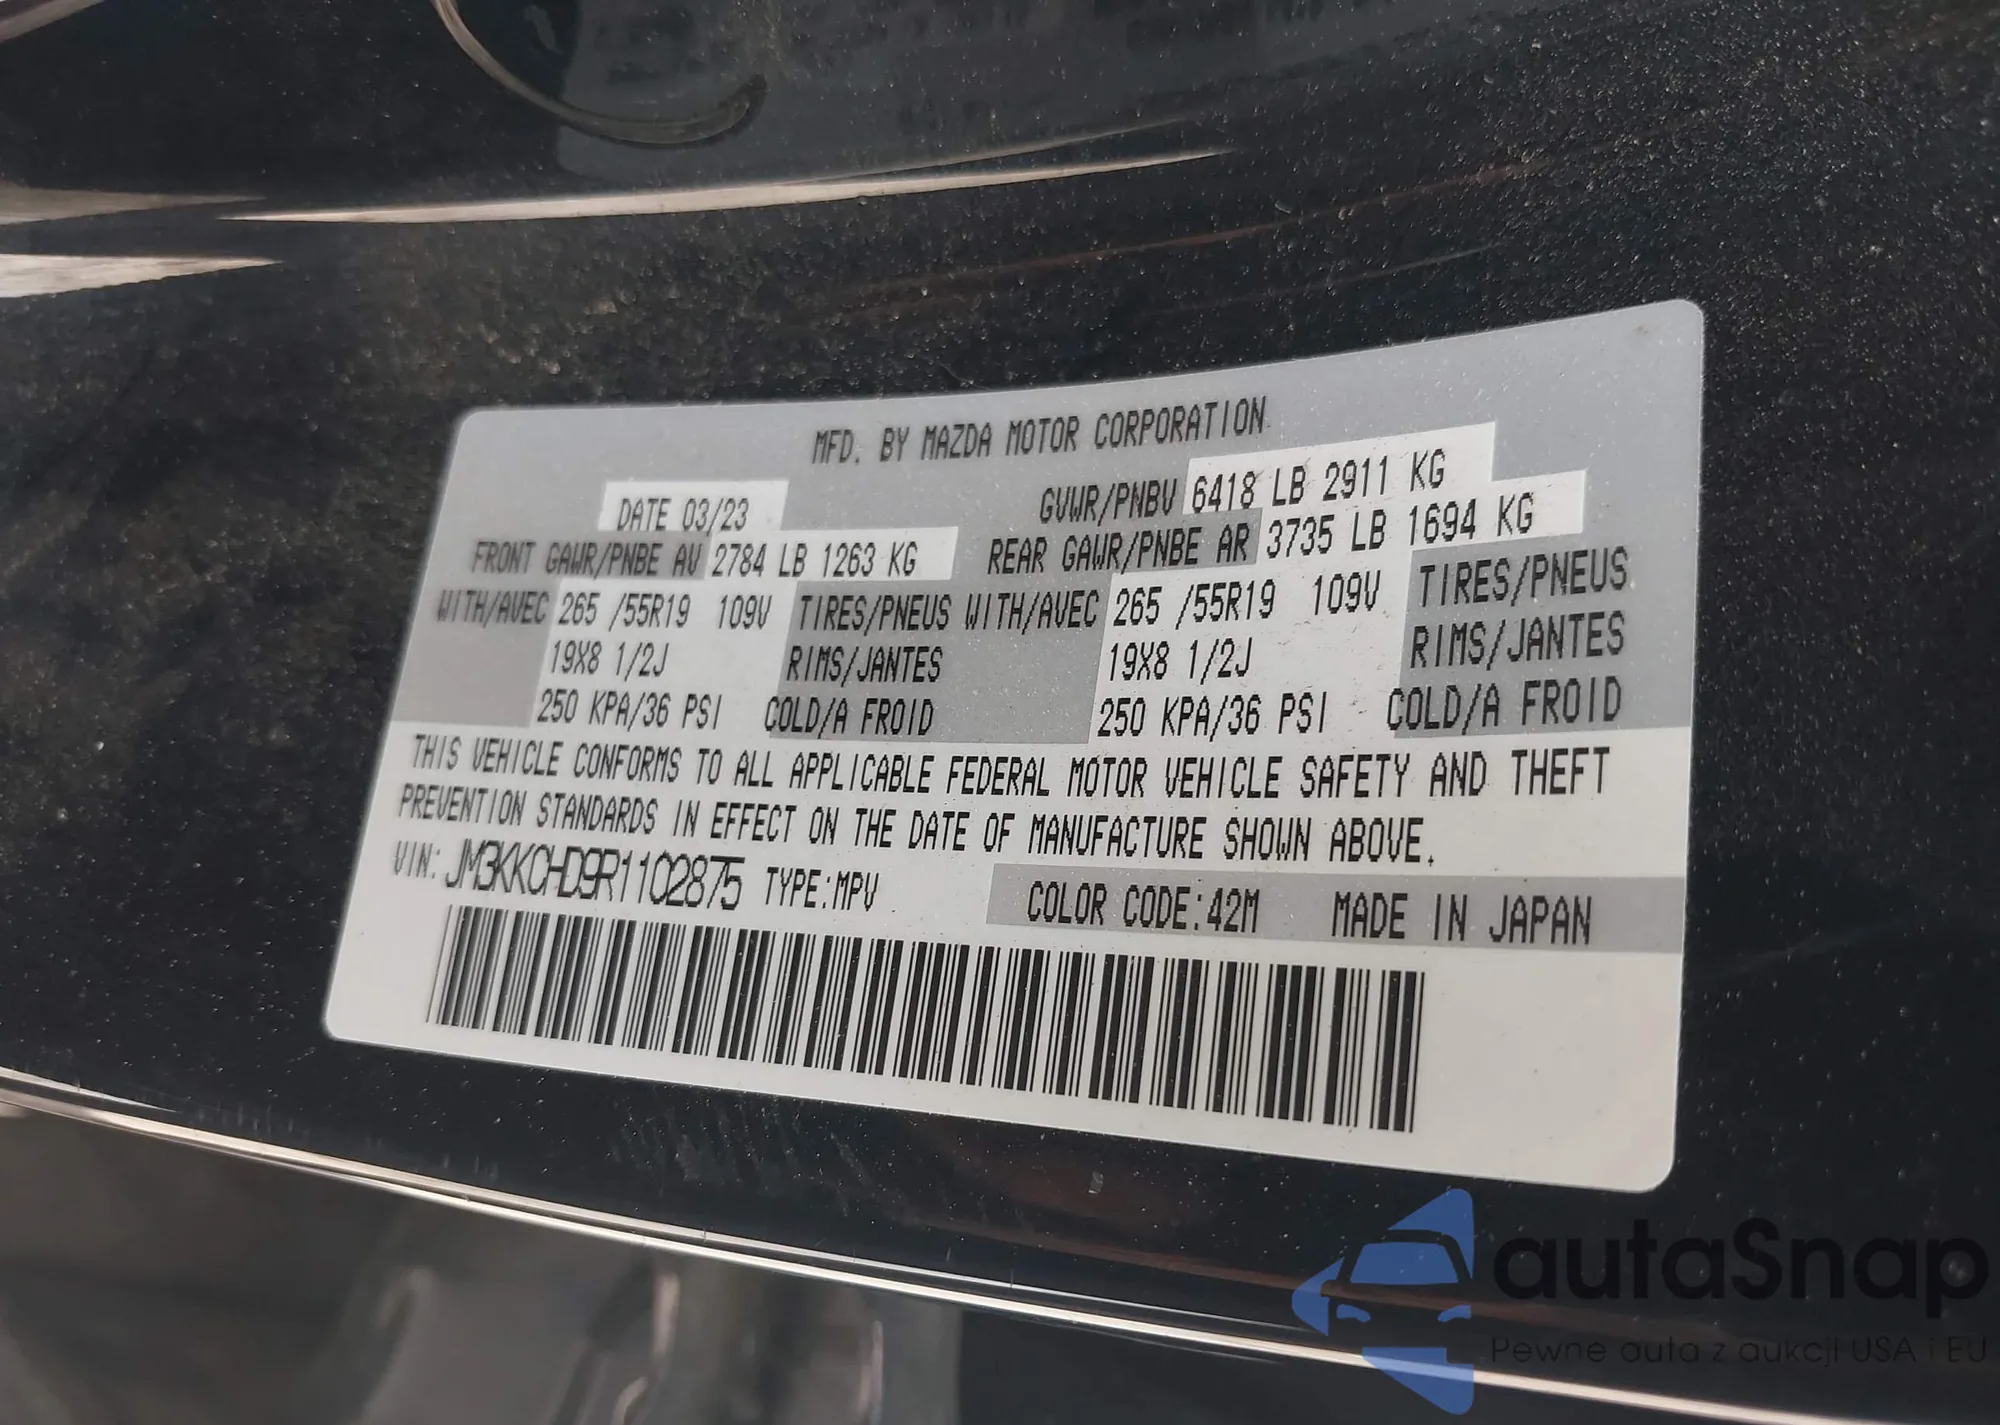 MFD. BY MAZDA MOTOR CORPORATION
DATE 03/23 GVWR/PNBV 6418 LB 2911 KG
FRONT GAWR/PNBE AV 2784 LB 1263 KG REAR GAWR/PNBE AR 3735 LB 1694 KG
WITH/AVEC 265 /55R19 109V TIRES/PNEUS WITH/AVEC 265 /55R19 109V TIRES/PNEUS
19X8 1/2J RIMS/JANTES 19X8 1/2J RIMS/JANTES
250 KPA/36 PSI COLD/A FROID 250 KPA/36 PSI COLD/A FROID
THIS VEHICLE CONFORMS TO ALL APPLICABLE FEDERAL MOTOR VEHICLE SAFETY AND THEFT
PREVENTION STANDARDS IN EFFECT ON THE DATE OF MANUFACTURE SHOWN ABOVE.
VIN: JM3KKCHD9R1102875 TYPE:MPV COLOR CODE:42M MADE IN JAPAN
autaSnap
Pewne auta z aukcji USA i EU